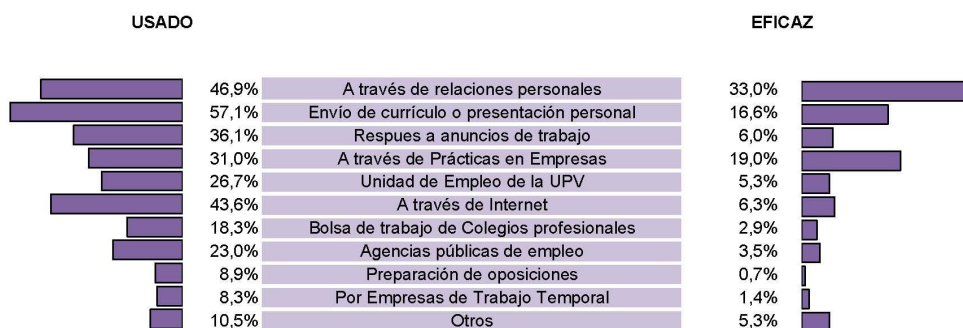 USADO EFICAZ
46,9% A través de relaciones personales 33,0%
57,1% Envío de currículo o presentación personal 16,6%
36,1% Respues a anuncios de trabajo 6,0%
31,0% A través de Prácticas en Empresas 19,0%
26,7% Unidad de Empleo de la UPV 5,3%
43,6% A través de Internet 6,3%
18,3% Bolsa de trabajo de Colegios profesionales 2,9%
23,0% Agencias públicas de empleo 3,5%
8,9% Preparación de oposiciones 0,7%
8,3% Por Empresas de Trabajo Temporal 1,4%
10,5% Otros 5,3%